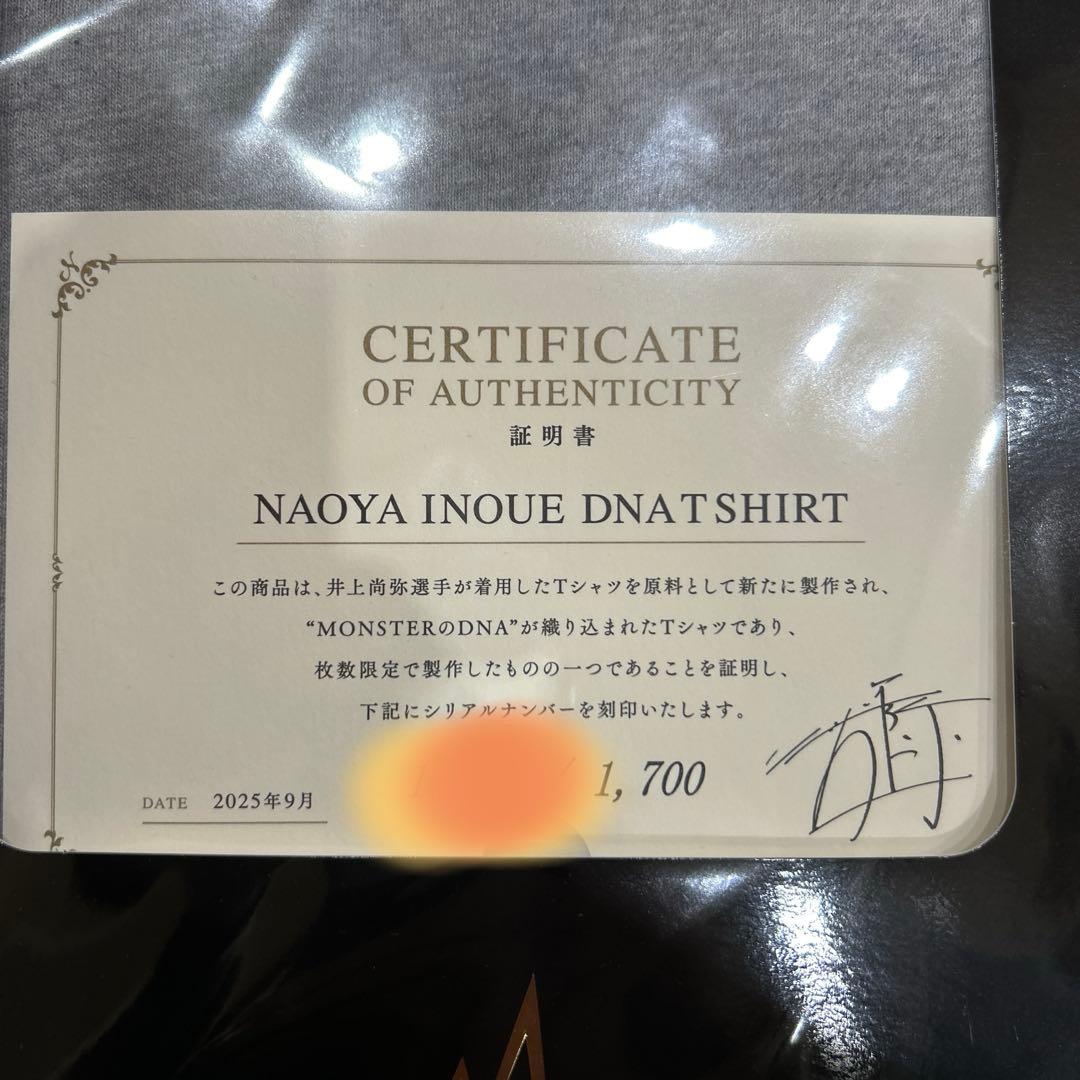 CERTIFICATE
OF AUTHENTICITY
証明書
NAOYA INOUE DNA T SHIRT
この商品は、井上尚弥選手が着用したTシャツを原料として新たに製作され、
“MONSTERのDNA”が織り込まれたTシャツであり、
枚数限定で製作したものの一つであることを証明し、
下記にシリアルナンバーを刻印いたします。
1,700
DATE 2025年9月